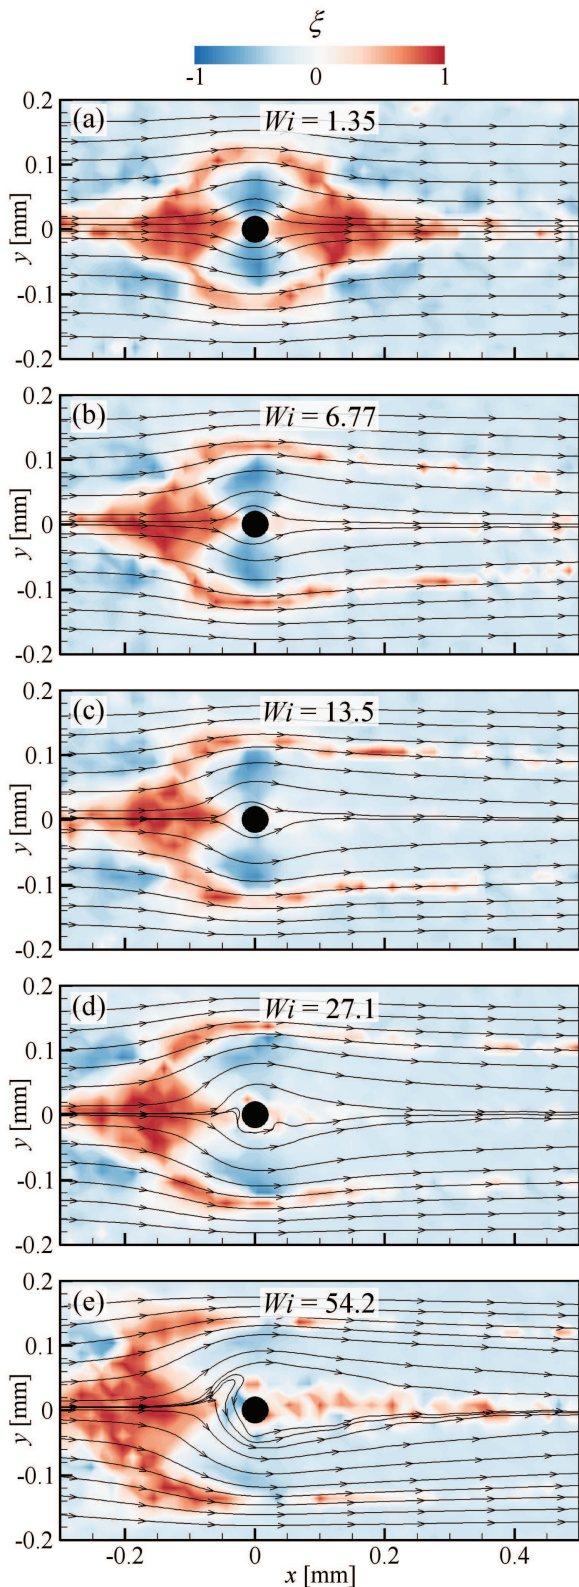 ξ
-1 0 1
(a) Wi = 1.35
0.2
0.1
y [mm]
0
-0.1
-0.2
(b) Wi = 6.77
0.2
0.1
y [mm]
0
-0.1
-0.2
(c) Wi = 13.5
0.2
0.1
y [mm]
0
-0.1
-0.2
(d) Wi = 27.1
0.2
0.1
y [mm]
0
-0.1
-0.2
(e) Wi = 54.2
0.2
0.1
y [mm]
0
-0.1
-0.2
-0.2 0 0.2 0.4
x [mm]